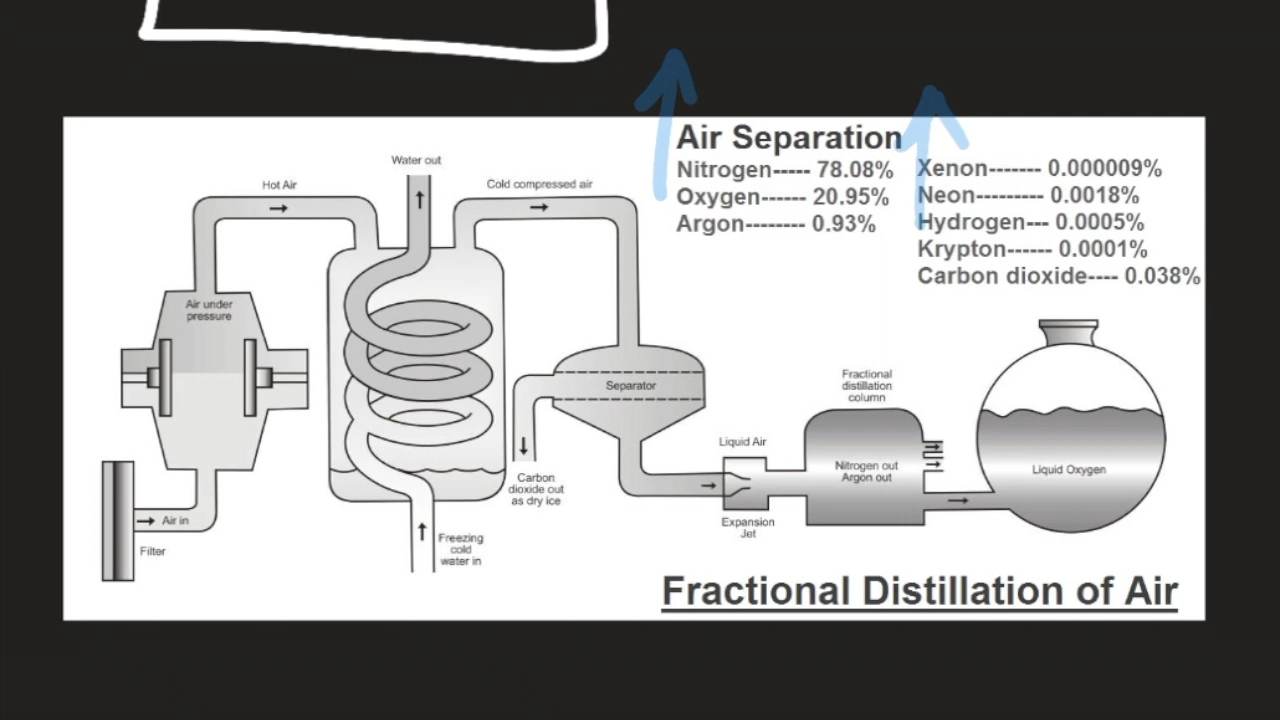 Air Separation
Nitrogen----- 78.08%
Oxygen------ 20.95%
Argon-------- 0.93%
Xenon------- 0.000009%
Neon--------- 0.0018%
Hydrogen--- 0.0005%
Krypton------ 0.0001%
Carbon dioxide---- 0.038%
Water out
Hot Air
Cold compressed air
Air under
pressure
Separator
Fractional
distillation
column
Liquid Air
Nitrogen out
Argon out
Liquid Oxygen
Carbon
dioxide out
as dry ice
Expansion
Jet
Air in
Filter
Freezing
cold
water in
Fractional Distillation of Air